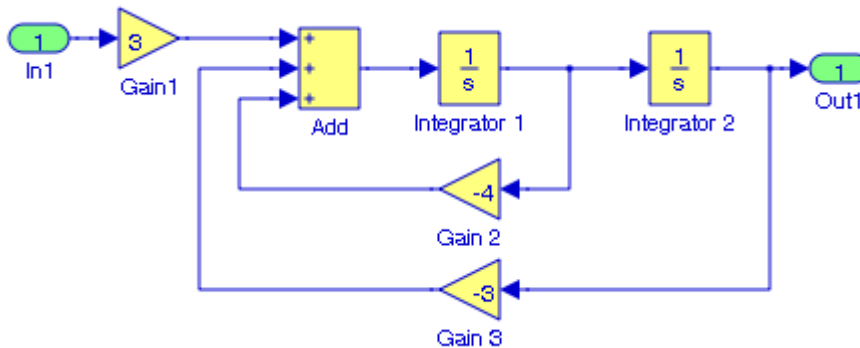 1
In1
3
Gain1
+
+
+
Add
1
s
Integrator 1
1
s
Integrator 2
1
Out1
-4
Gain 2
-3
Gain 3